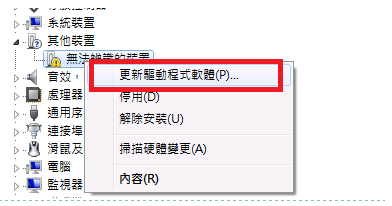 系統裝置
其他裝置
無法辨識的裝置
音效，
更新驅動程式軟體(P)...
處理器
停用(D)
通用序
解除安裝(U)
連接埠
滑鼠及
掃描硬體變更(A)
電腦
監視器
內容(R)